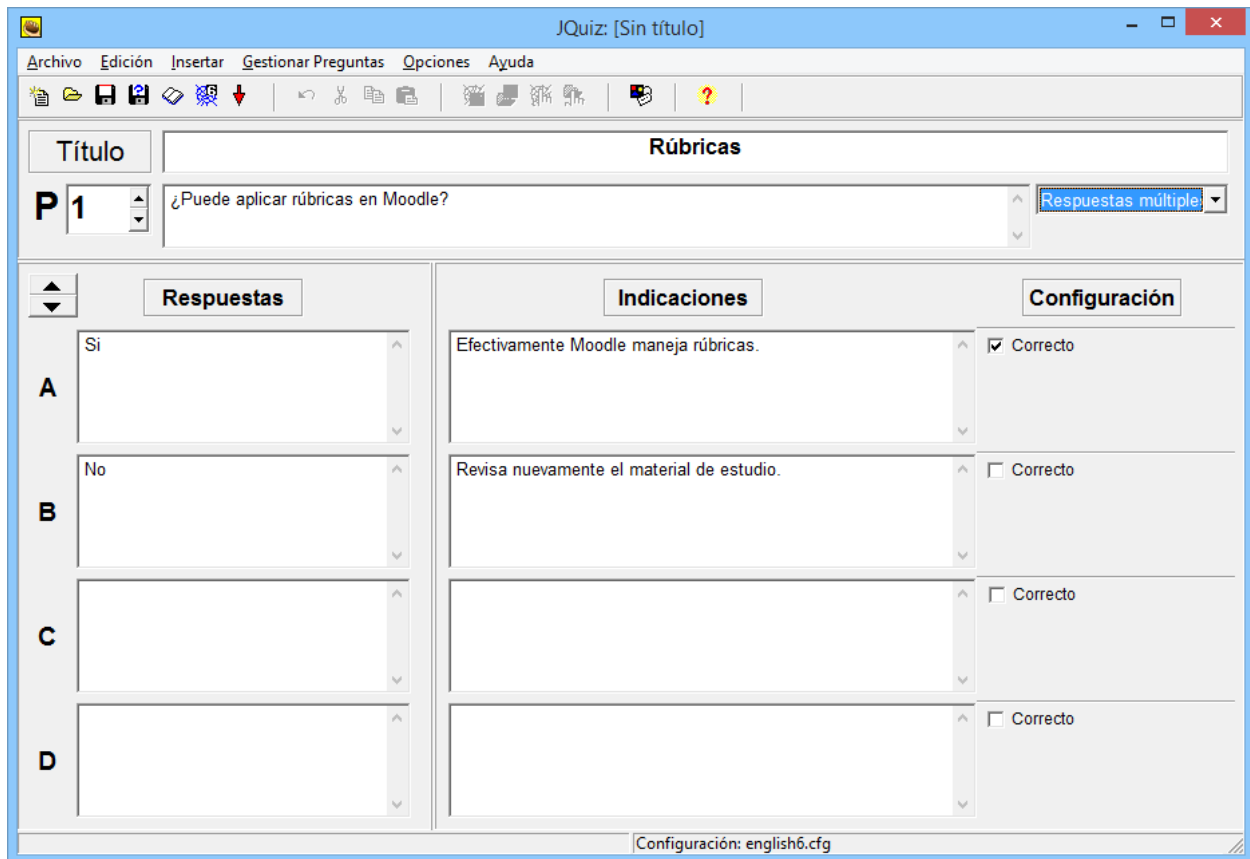 JQuiz: [Sin título]
Archivo Edición Insertar Gestionar Preguntas Opciones Ayuda
Título
Rúbricas
P 1
¿Puede aplicar rúbricas en Moodle?
Respuestas múltiple
Respuestas
Indicaciones
Configuración
A
Si
Efectivamente Moodle maneja rúbricas.
Correcto
B
No
Revisa nuevamente el material de estudio.
Correcto
C
Correcto
D
Correcto
Configuración: english6.cfg